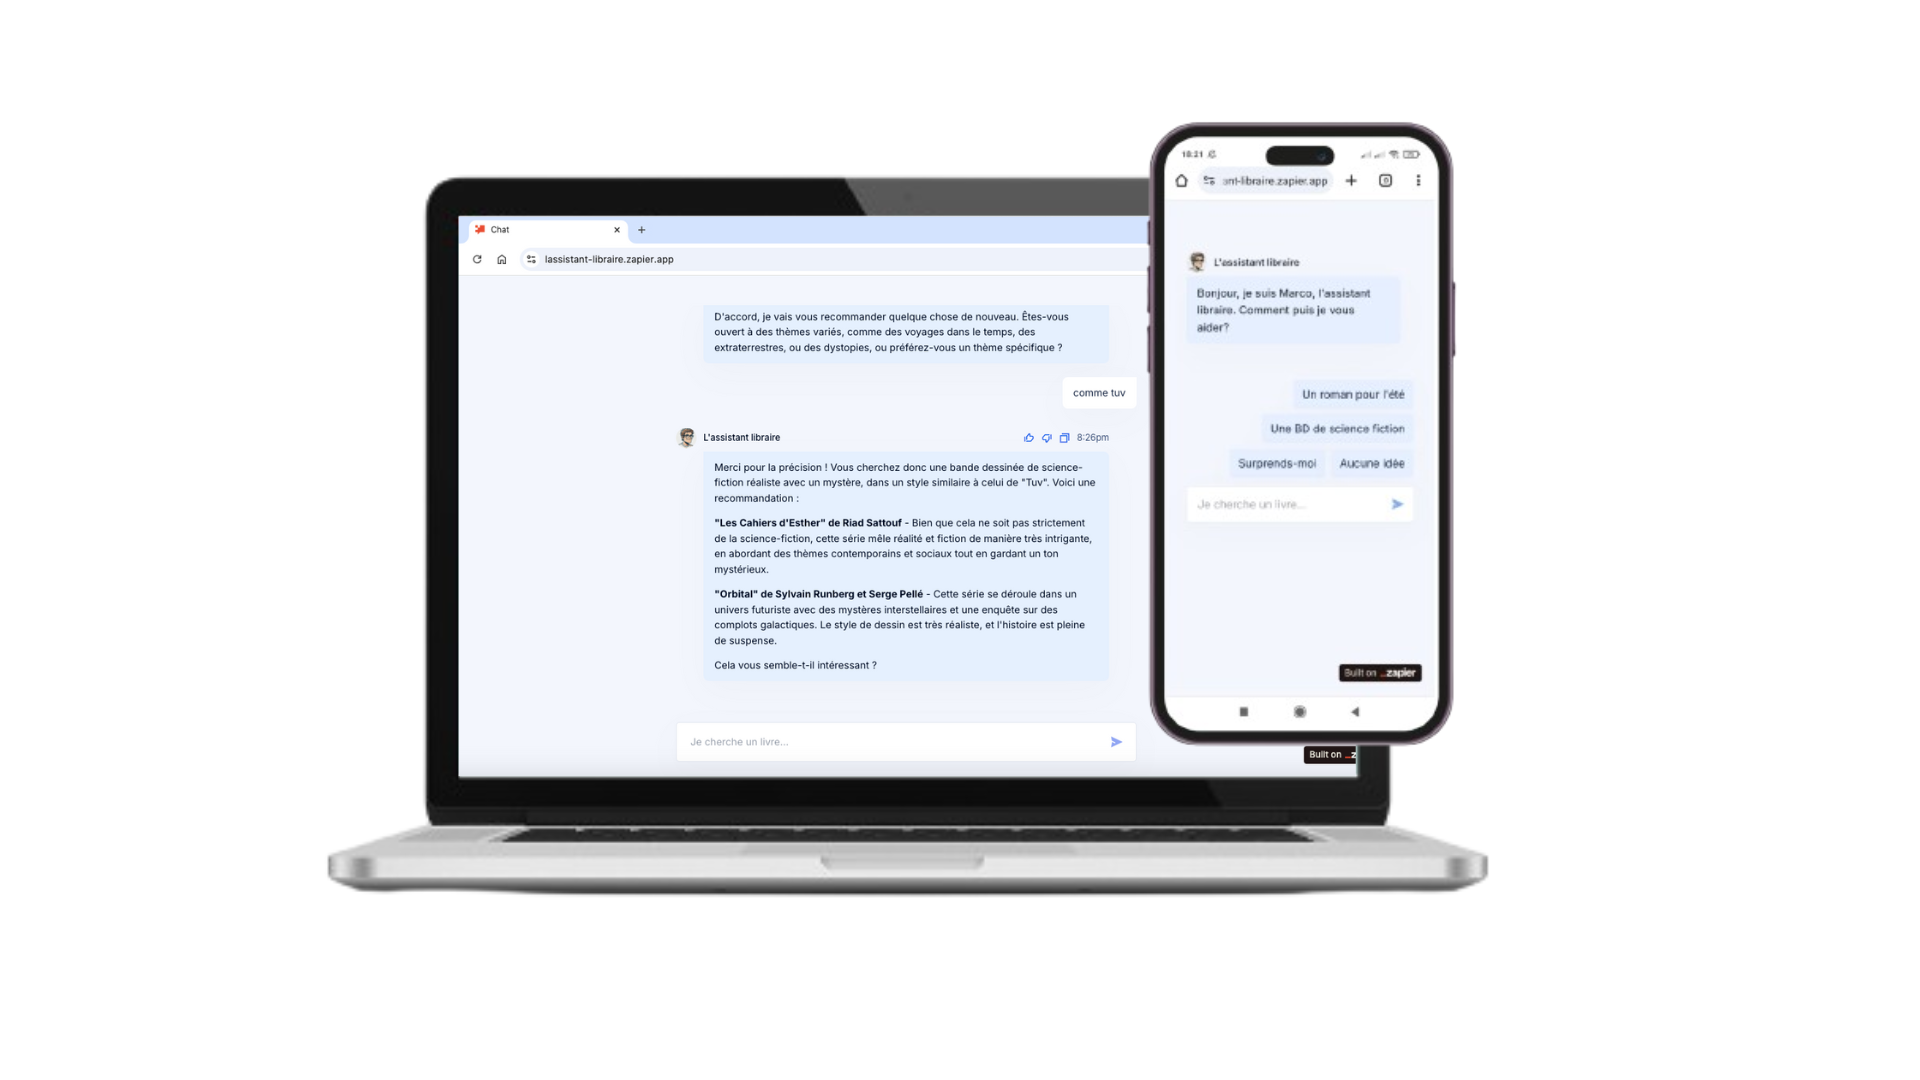 Chat
lassistant-libraire.zapier.app
D'accord, je vais vous recommander quelque chose de nouveau. Êtes-vous
ouvert à des thèmes variés, comme des voyages dans le temps, des
extraterrestres, ou des dystopies, ou préférez-vous un thème spécifique ?
comme tuv
L'assistant libraire
8:26pm
Merci pour la précision ! Vous cherchez donc une bande dessinée de science-
fiction réaliste avec un mystère, dans un style similaire à celui de "Tuv". Voici une
recommandation :
"Les Cahiers d'Esther" de Riad Sattouf - Bien que cela ne soit pas strictement
de la science-fiction, cette série mêle réalité et fiction de manière très intrigante,
en abordant des thèmes contemporains et sociaux tout en gardant un ton
mystérieux.
"Orbital" de Sylvain Runberg et Serge Pellé - Cette série se déroule dans un
univers futuriste avec des mystères interstellaires et une enquête sur des
complots galactiques. Le style de dessin est très réaliste, et l'histoire est pleine
de suspense.
Cela vous semble-t-il intéressant ?
Je cherche un livre...
Built on _z
18:21
ant-libraire.zapier.app
L'assistant libraire
Bonjour, je suis Marco, l'assistant
libraire. Comment puis je vous
aider?
Un roman pour l'été
Une BD de science fiction
Surprends-moi
Aucune idée
Je cherche un livre...
Built on _zapier